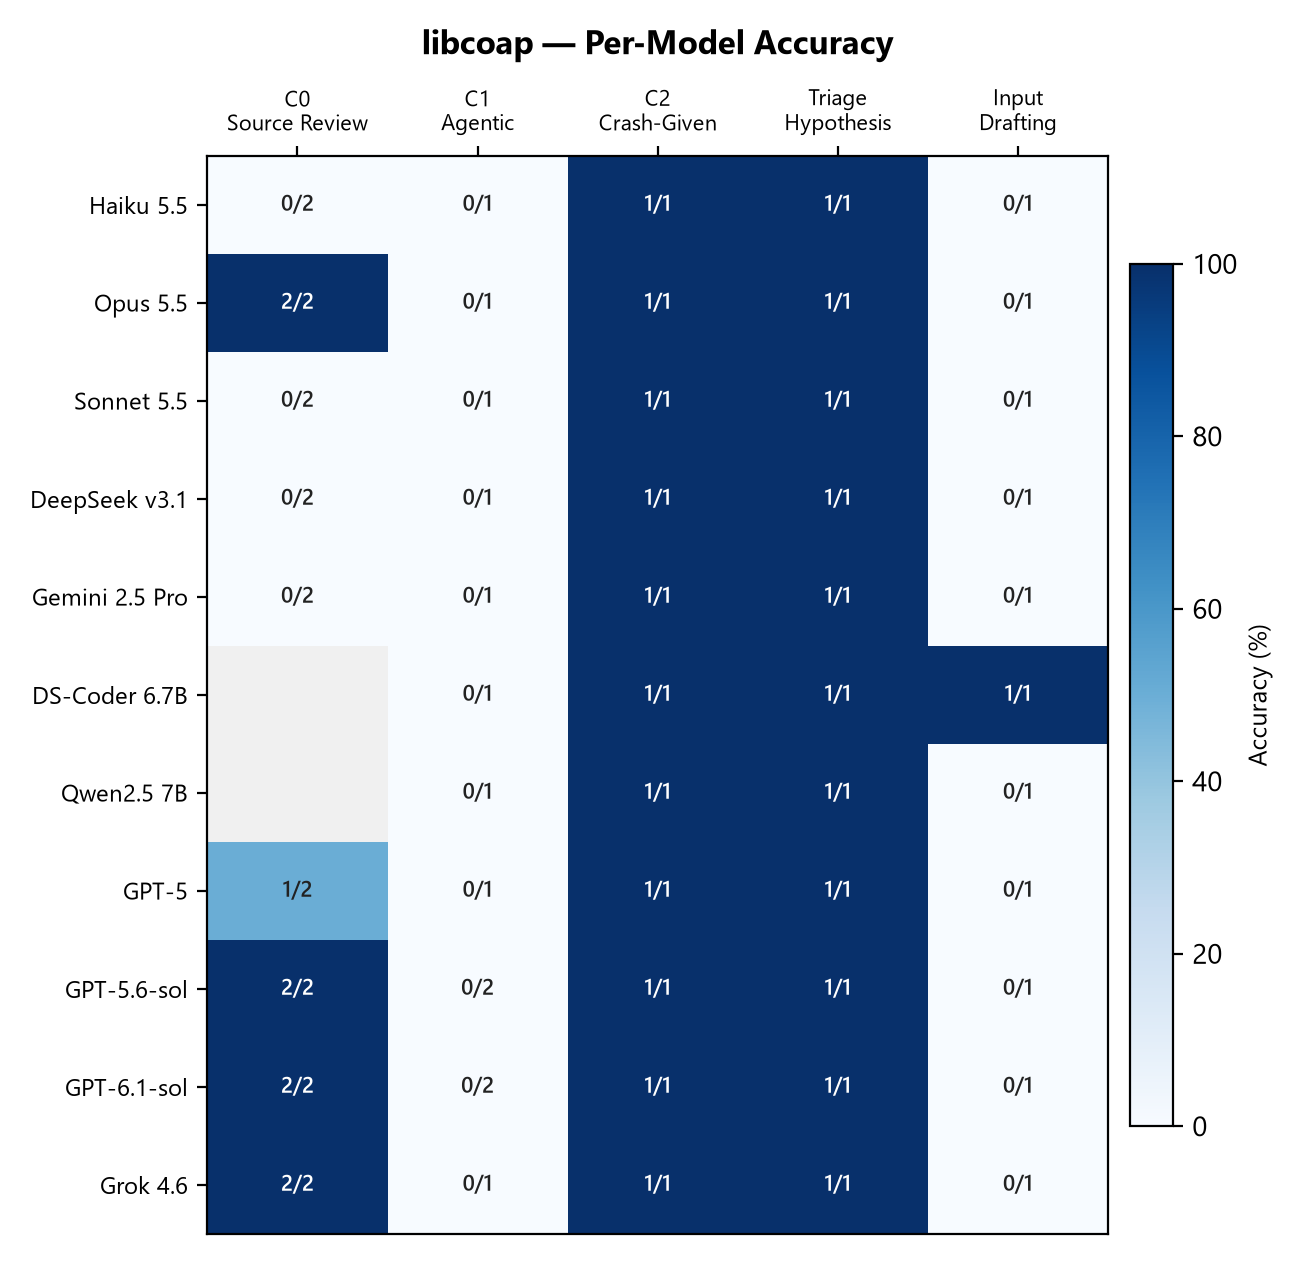 libcoap — Per-Model Accuracy
C0 C1 C2 Triage Input
Source Review Agentic Crash-Given Hypothesis Drafting
Haiku 5.5 0/2 0/1 1/1 1/1 0/1
Opus 5.5 2/2 0/1 1/1 1/1 0/1
Sonnet 5.5 0/2 0/1 1/1 1/1 0/1
DeepSeek v3.1 0/2 0/1 1/1 1/1 0/1
Gemini 2.5 Pro 0/2 0/1 1/1 1/1 0/1
DS-Coder 6.7B 0/1 1/1 1/1 1/1
Qwen2.5 7B 0/1 1/1 1/1 0/1
GPT-5 1/2 0/1 1/1 1/1 0/1
GPT-5.6-sol 2/2 0/2 1/1 1/1 0/1
GPT-6.1-sol 2/2 0/2 1/1 1/1 0/1
Grok 4.6 2/2 0/1 1/1 1/1 0/1
100
80
60
40
20
0
Accuracy (%)